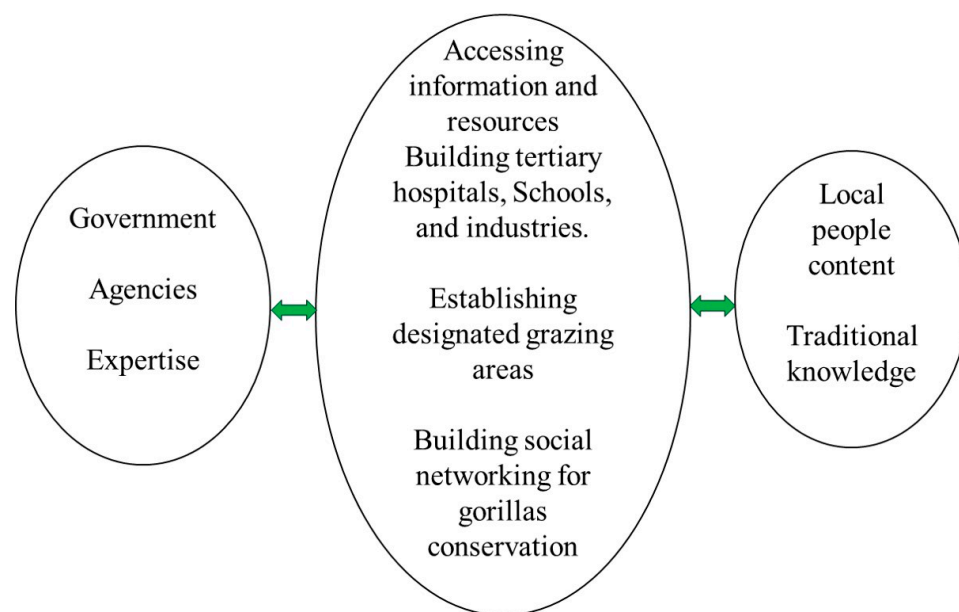 Government
Agencies
Expertise
Accessing
information and
resources
Building tertiary
hospitals, Schools,
and industries.
Establishing
designated grazing
areas
Building social
networking for
gorillas
conservation
Local
people
content
Traditional
knowledge